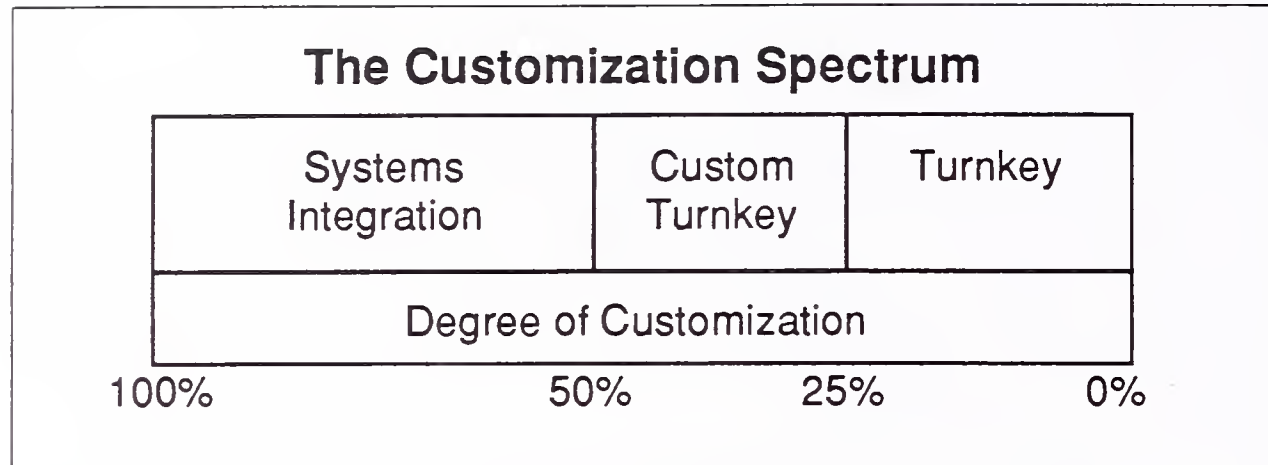 The Customization Spectrum
Systems
Integration
Custom
Turnkey
Turnkey
Degree of Customization
100% 50% 25% 0%